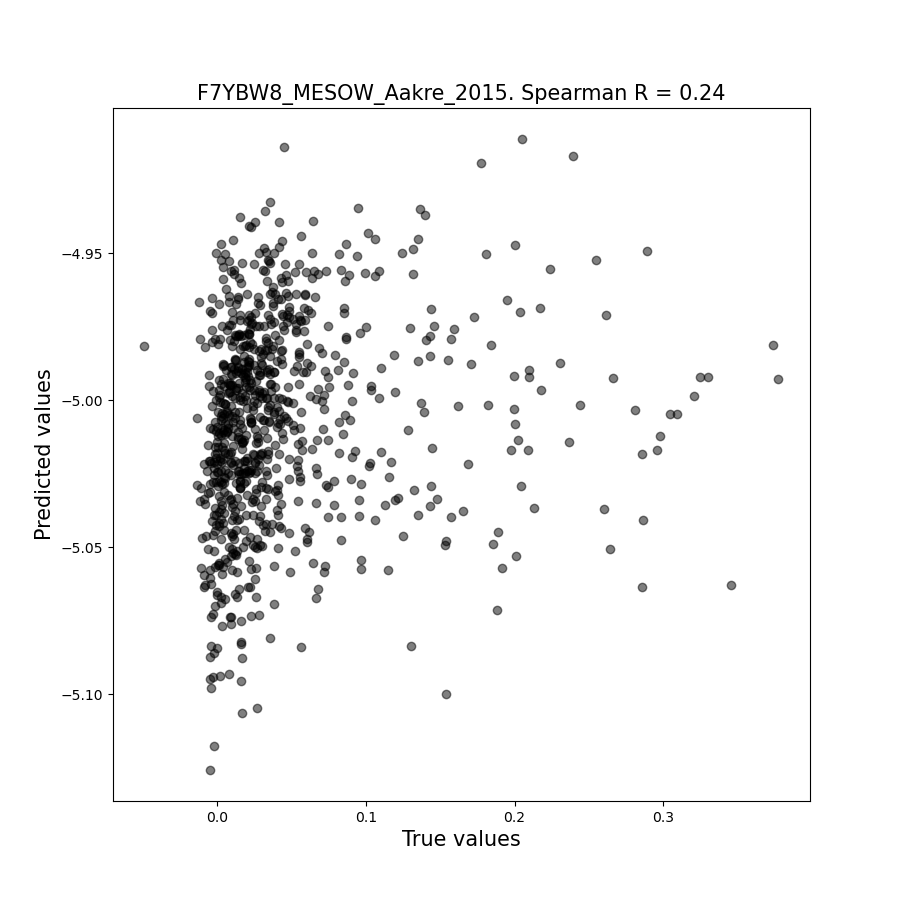 F7YBW8_MESOW_Aakre_2015. Spearman R = 0.24
Predicted values
−4.95
−5.00
−5.05
−5.10
0.0 0.1 0.2 0.3
True values